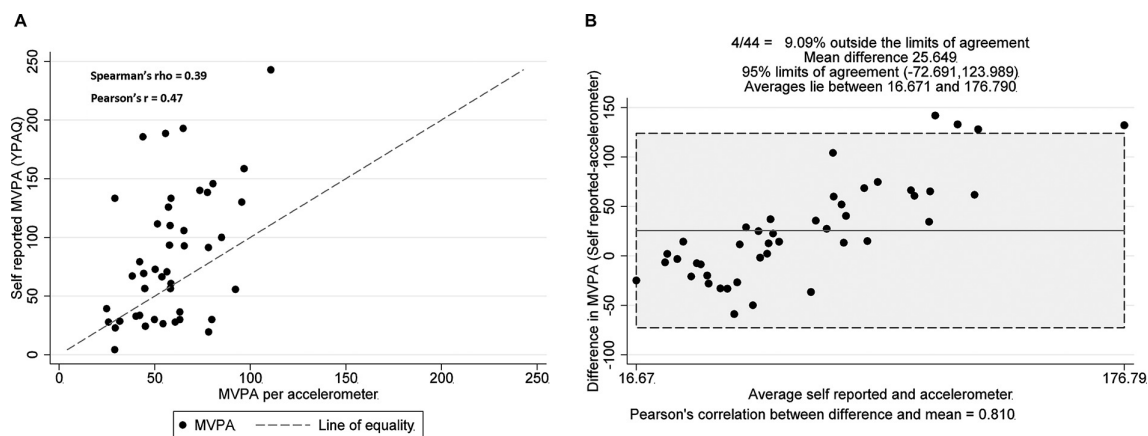 A
Spearman's rho = 0.39
Pearson's r = 0.47
Self reported MVPA (YPAQ)
250
200
150
100
50
0
0 50 100 150 200 250
MVPA per accelerometer
MVPA Line of equality
B
4/44 = 9.09% outside the limits of agreement
Mean difference 25.649
95% limits of agreement (-72.691,123.989)
Averages lie between 16.671 and 176.790
Difference in MVPA (Self reported-accelerometer)
150
100
50
0
-50
-100
16.67 176.79
Average self reported and accelerometer
Pearson's correlation between difference and mean = 0.810